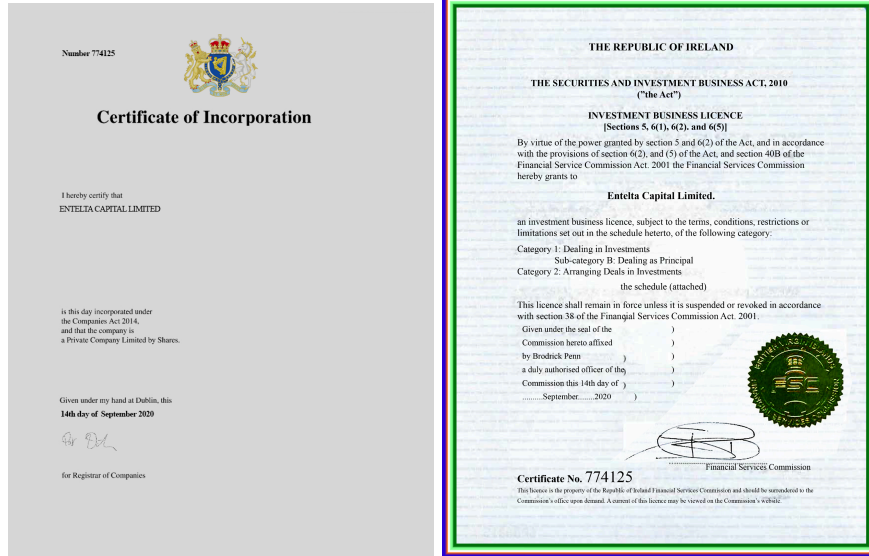 Number 774125
Certificate of Incorporation
I hereby certify that
ENTELTA CAPITAL LIMITED
is this day incorporated under
the Companies Act 2014,
and that the company is
a Private Company Limited by Shares.
Given under my hand at Dublin, this
14th day of September 2020
for Registrar of Companies
THE REPUBLIC OF IRELAND
THE SECURITIES AND INVESTMENT BUSINESS ACT, 2010
("the Act")
INVESTMENT BUSINESS LICENCE
[Sections 5, 6(1), 6(2). and 6(5)]
By virtue of the power granted by section 5 and 6(2) of the Act, and in accordance
with the provisions of section 6(2), and (5) of the Act, and section 40B of the
Financial Service Commission Act. 2001 the Financial Services Commission
hereby grants to
Entelta Capital Limited.
an investment business licence, subject to the terms, conditions, restrictions or
limitations set out in the schedule heterto, of the following category:
Category 1: Dealing in Investments
Sub-category B: Dealing as Principal
Category 2: Arranging Deals in Investments
the schedule (attached)
This licence shall remain in force unless it is suspended or revoked in accordance
with section 38 of the Financial Services Commission Act. 2001.
Given under the seal of the )
Commission hereto affixed )
by Brodrick Penn ) )
a duly authorised officer of the) )
Commission this 14th day of ) )
..........September........2020 )
FSC
Financial Services Commission
Certificate No. 774125
This licence is the property of the Republic of Ireland Financial Services Commission and should be surrendered to the
Commission's office upon demand. A current of this licence may be viewed on the Commission's website.